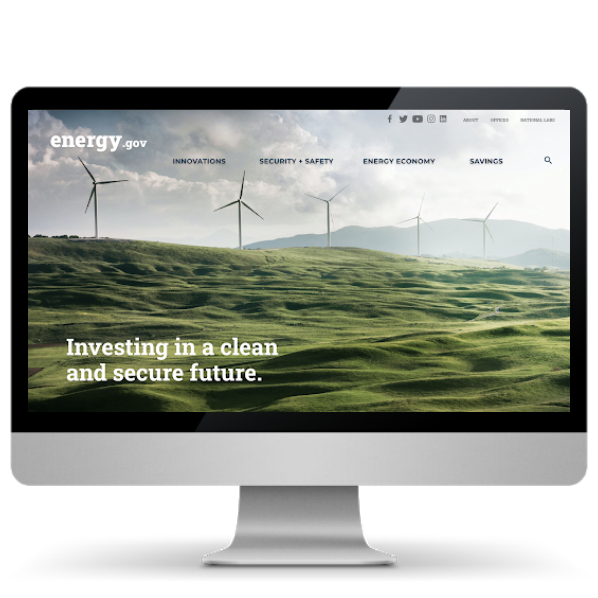 ABOUT OFFICES NATIONAL LABS
energy.gov
INNOVATIONS SECURITY + SAFETY ENERGY ECONOMY SAVINGS
Investing in a clean
and secure future.